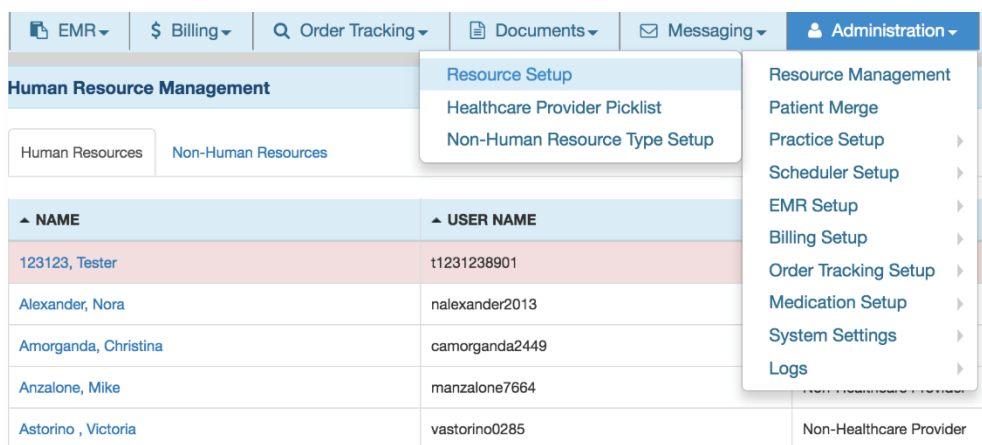 EMR
$ Billing
Order Tracking
Documents
Messaging
Administration
Human Resource Management
Resource Setup
Healthcare Provider Picklist
Non-Human Resource Type Setup
Resource Management
Patient Merge
Practice Setup
Scheduler Setup
EMR Setup
Billing Setup
Order Tracking Setup
Medication Setup
System Settings
Logs
Human Resources
Non-Human Resources
NAME
USER NAME
123123, Tester
t1231238901
Alexander, Nora
nalexander2013
Amorganda, Christina
camorganda2449
Anzalone, Mike
manzalone7664
Non-Healthcare Provider
Astorino , Victoria
vastorino0285
Non-Healthcare Provider